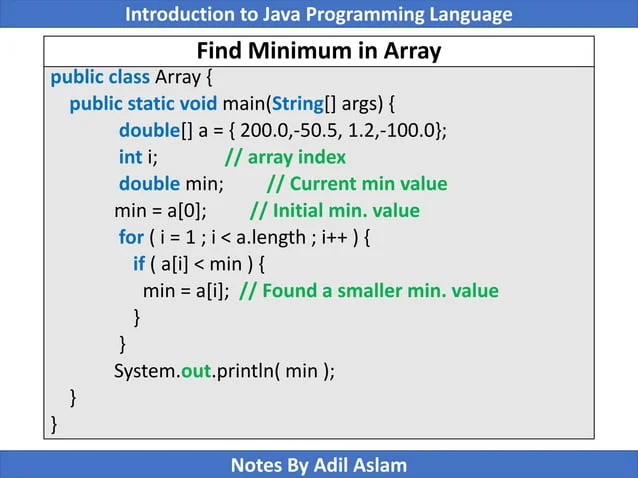 Introduction to Java Programming Language
Find Minimum in Array
public class Array {
public static void main(String[] args) {
double[] a = { 200.0,-50.5, 1.2,-100.0};
int i; // array index
double min; // Current min value
min = a[0]; // Initial min. value
for ( i = 1 ; i < a.length ; i++ ) {
if ( a[i] < min ) {
min = a[i]; // Found a smaller min. value
}
}
System.out.println( min );
}
}
Notes By Adil Aslam